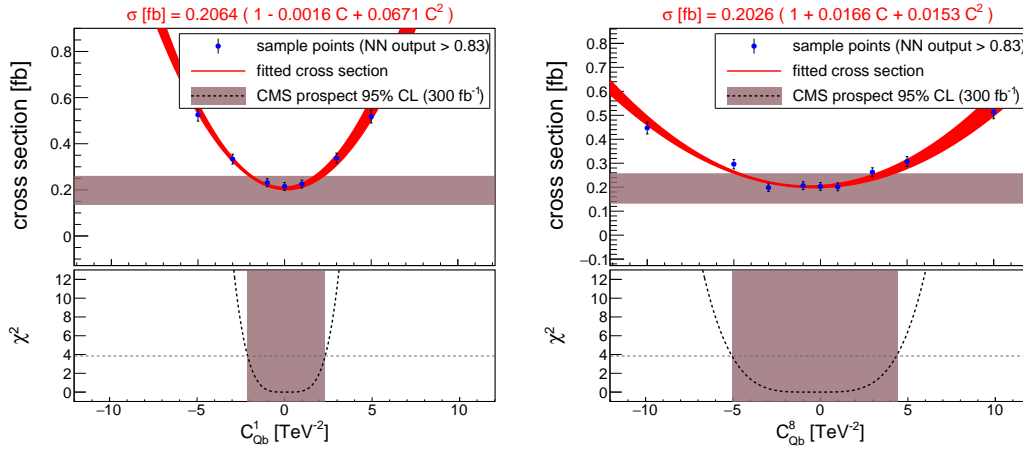 σ [fb] = 0.2064 ( 1 - 0.0016 C + 0.0671 C² )
cross section [fb]
0.8
0.6
0.4
0.2
0
sample points (NN output > 0.83)
fitted cross section
CMS prospect 95% CL (300 fb⁻¹)
χ²
12
10
8
6
4
2
0
−10
−5
0
5
10
C¹_Qb [TeV⁻²]
σ [fb] = 0.2026 ( 1 + 0.0166 C + 0.0153 C² )
cross section [fb]
0.8
0.7
0.6
0.5
0.4
0.3
0.2
0.1
0
−0.1
sample points (NN output > 0.83)
fitted cross section
CMS prospect 95% CL (300 fb⁻¹)
χ²
12
10
8
6
4
2
0
−10
−5
0
5
10
C⁸_Qb [TeV⁻²]